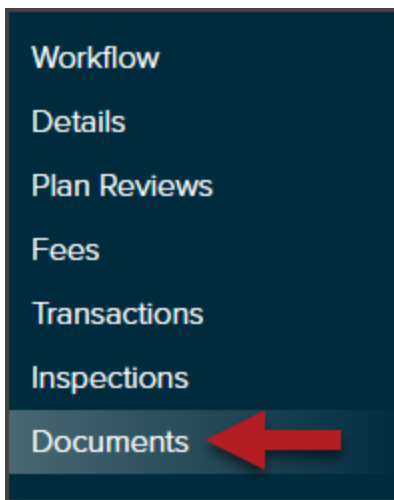 Workflow
Details
Plan Reviews
Fees
Transactions
Inspections
Documents